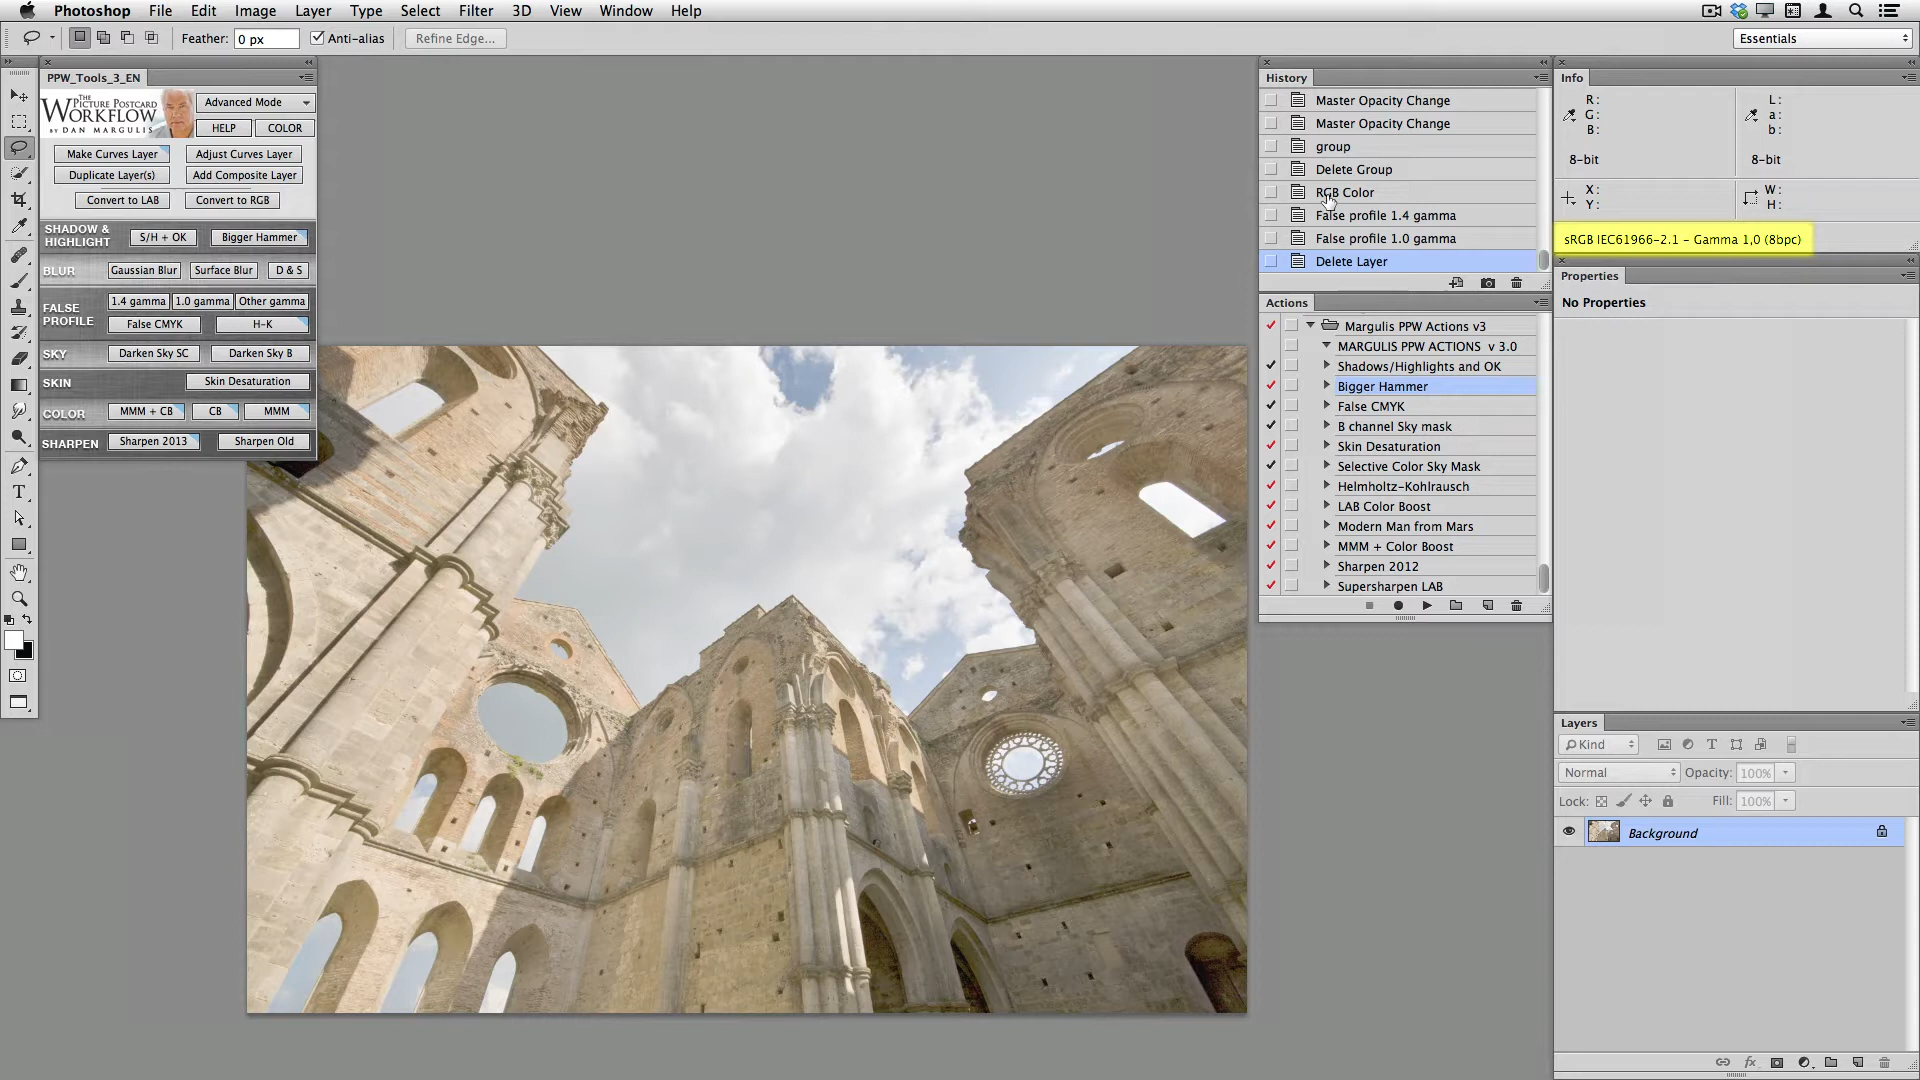 Photoshop File Edit Image Layer Type Select Filter 3D View Window Help
Feather: 0 px Anti-alias Refine Edge... Essentials
PPW_Tools_3_EN
THE PICTURE POSTCARD WORKFLOW BY DAN MARGULIS
Advanced Mode
HELP COLOR
Make Curves Layer Adjust Curves Layer
Duplicate Layer(s) Add Composite Layer
Convert to LAB Convert to RGB
SHADOW & HIGHLIGHT S/H + OK Bigger Hammer
BLUR Gaussian Blur Surface Blur D & S
FALSE PROFILE 1.4 gamma 1.0 gamma Other gamma
False CMYK H-K
SKY Darken Sky SC Darken Sky B
SKIN Skin Desaturation
COLOR MMM + CB CB MMM
SHARPEN Sharpen 2013 Sharpen Old
T
History
Master Opacity Change
Master Opacity Change
group
Delete Group
RGB Color
False profile 1.4 gamma
False profile 1.0 gamma
Delete Layer
Actions
Margulis PPW Actions v3
MARGULIS PPW ACTIONS v 3.0
Shadows/Highlights and OK
Bigger Hammer
False CMYK
B channel Sky mask
Skin Desaturation
Selective Color Sky Mask
Helmholtz-Kohlrausch
LAB Color Boost
Modern Man from Mars
MMM + Color Boost
Sharpen 2012
Supersharpen LAB
Info
R: L:
G: a:
B: b:
8-bit 8-bit
X: W:
Y: H:
sRGB IEC61966-2.1 - Gamma 1,0 (8bpc)
Properties
No Properties
Layers
Kind T
Normal Opacity: 100%
Lock: Fill: 100%
Background
fx